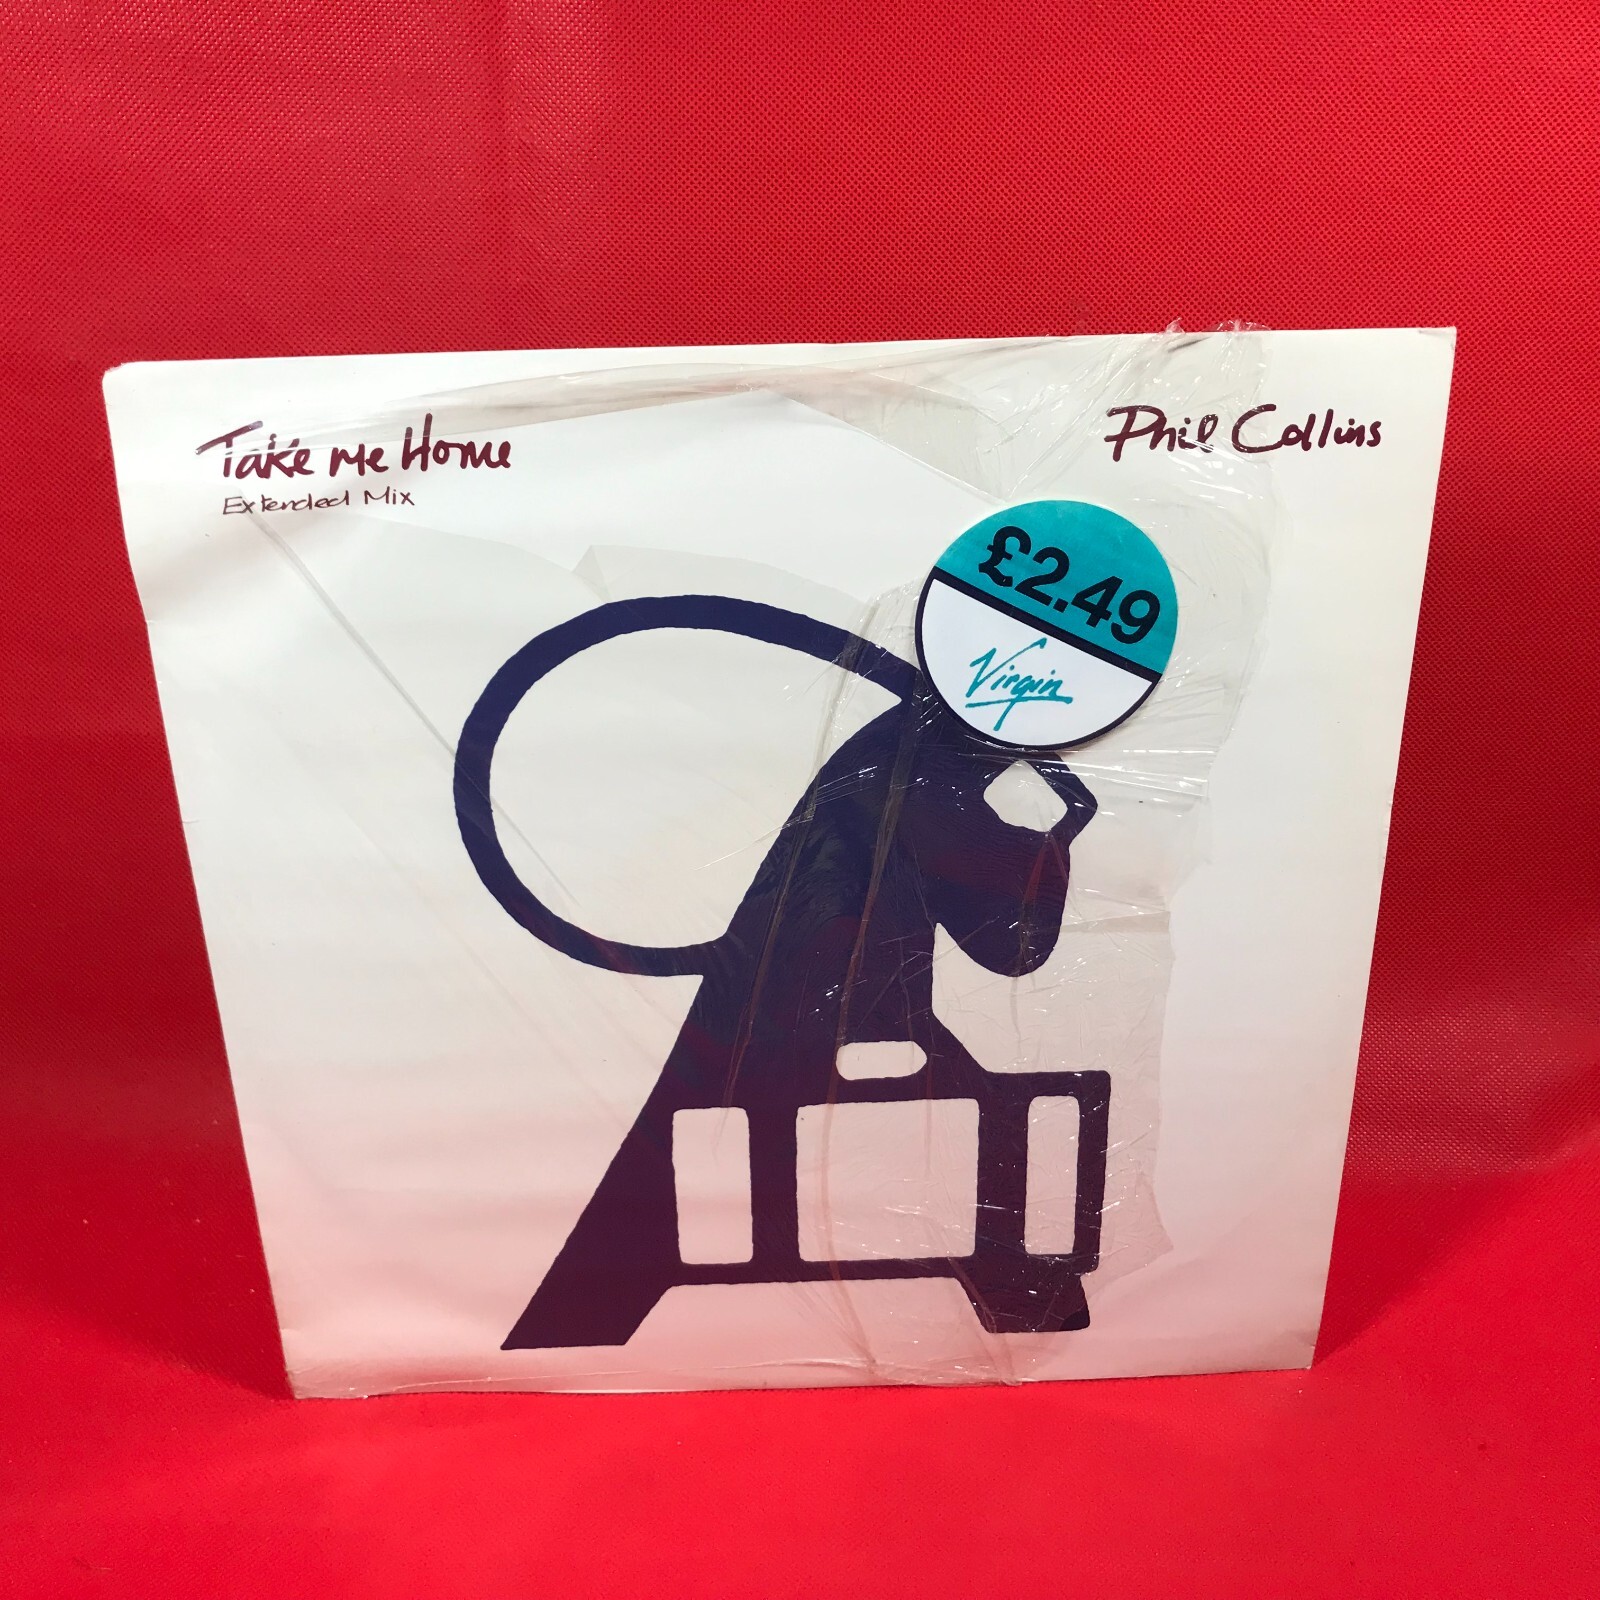 Take me Home
Extended Mix
Phil Collins
£2.49
Virgin